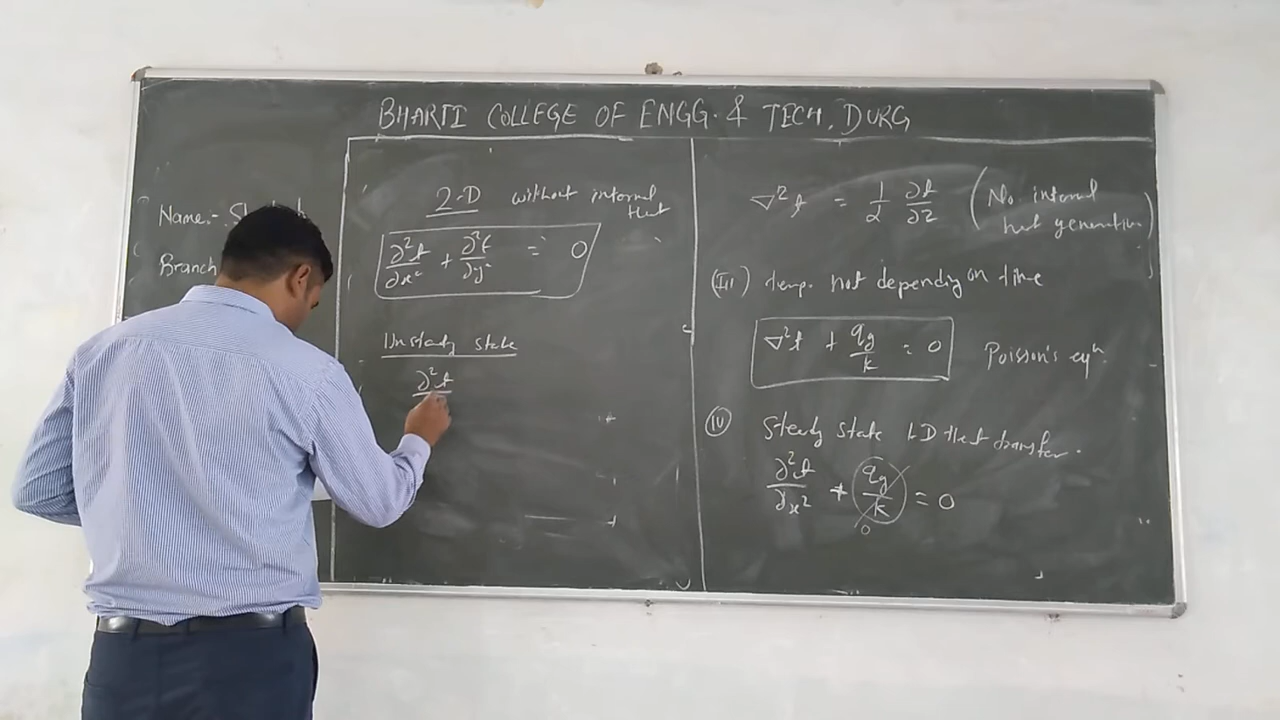 BHARTI COLLEGE OF ENGG. & TECH, DURG
Name:-
Branch
2-D without internal
heat
∂²t/∂x² + ∂²t/∂y² = 0
Unsteady state
∂²t
∇²t = 1/α ∂t/∂τ (No internal
heat generation)
(III) temp. not depending on time
∇²t + qg/k = 0 Poisson's eqⁿ.
(IV) Steady state 1-D heat transfer.
∂²t/∂x² + qg/k = 0
0